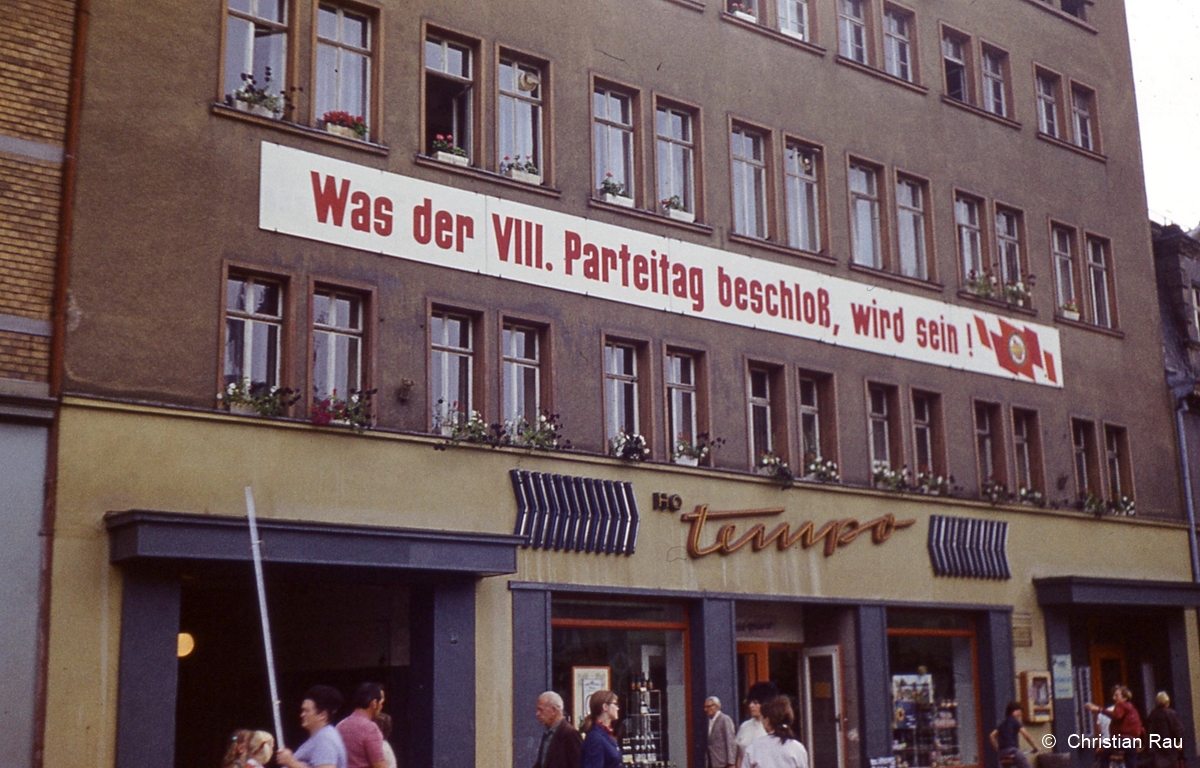 Was der VIII. Parteitag beschloß, wird sein!
HO tempo
© Christian Rau